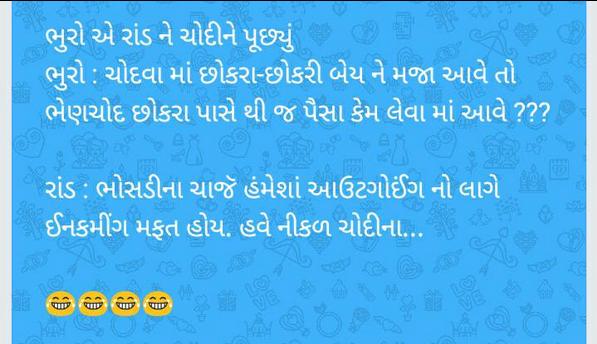 ભુરો એ રાંડ ને ચોદીને પૂછ્યું
ભુરો : ચોદવા માં છોકરા-છોકરી બેય ને મજા આવે તો
ભેણચોદ છોકરા પાસે થી જ પૈસા કેમ લેવા માં આવે ???
રાંડ : ભોસડીના ચાર્જ હંમેશાં આઉટગોઈંગ નો લાગે
ઈનકમીંગ મફત હોય. હવે નીકળ ચોદીના...
😂😂😂😂